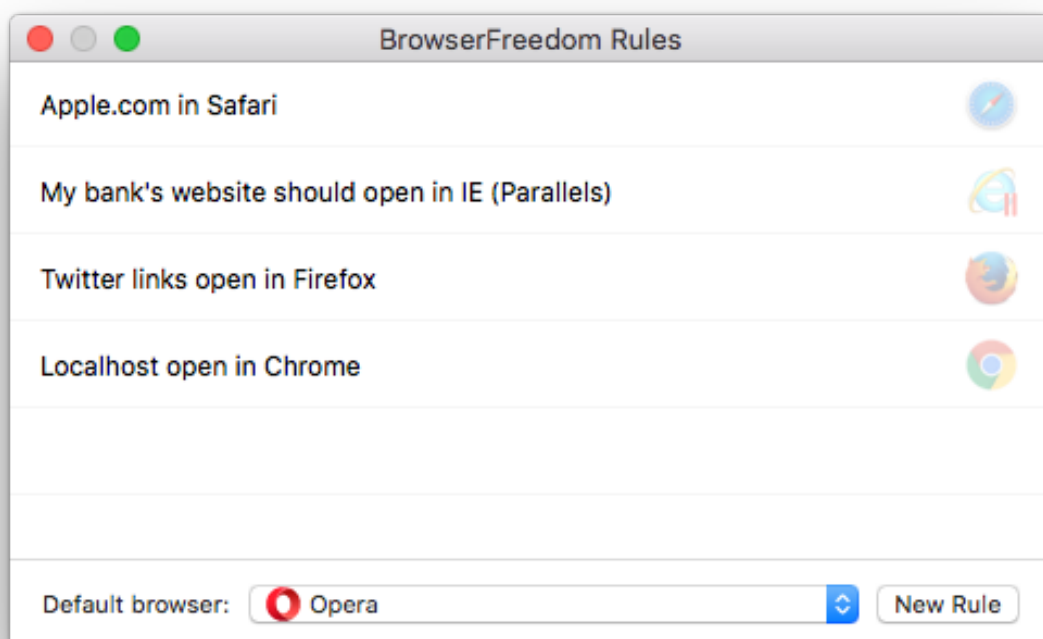 BrowserFreedom Rules
Apple.com in Safari
My bank's website should open in IE (Parallels)
Twitter links open in Firefox
Localhost open in Chrome
Default browser: Opera New Rule